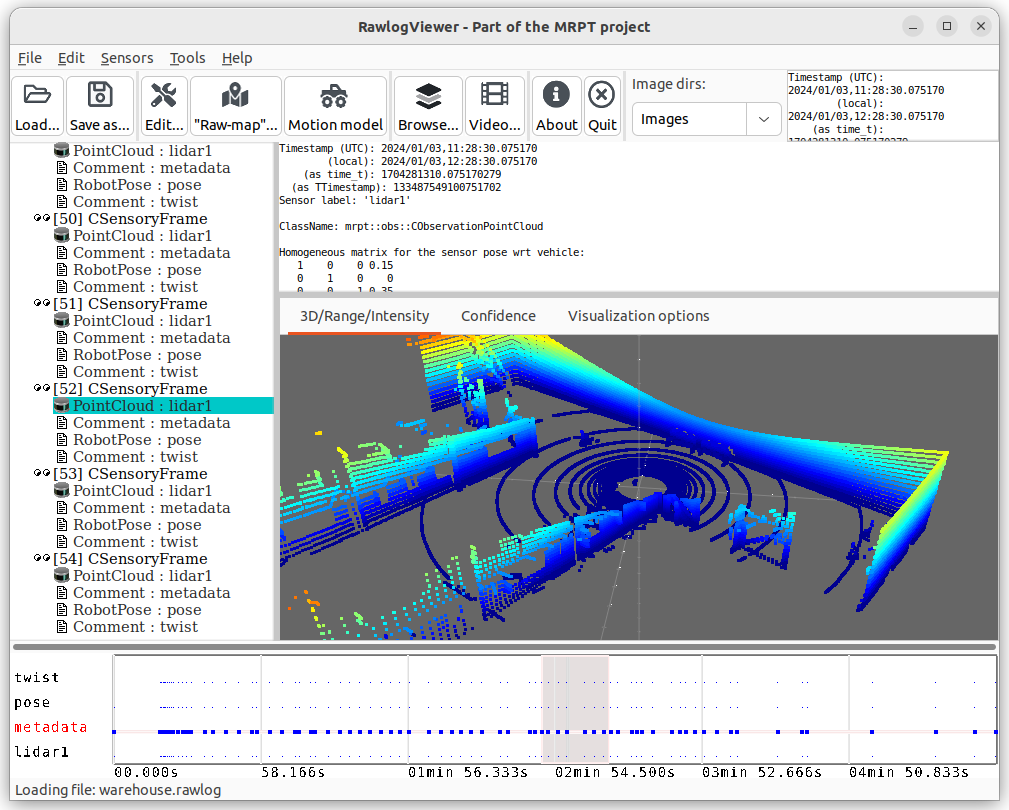 RawlogViewer - Part of the MRPT project
File Edit Sensors Tools Help
Load... Save as... Edit... "Raw-map"... Motion model Browse... Video... About Quit
Image dirs:
Images
Timestamp (UTC):
2024/01/03,11:28:30.075170
(local):
2024/01/03,12:28:30.075170
(as time_t):
1704281310.075170279
PointCloud : lidar1
Comment : metadata
RobotPose : pose
Comment : twist
[50] CSensoryFrame
PointCloud : lidar1
Comment : metadata
RobotPose : pose
Comment : twist
[51] CSensoryFrame
PointCloud : lidar1
Comment : metadata
RobotPose : pose
Comment : twist
[52] CSensoryFrame
PointCloud : lidar1
Comment : metadata
RobotPose : pose
Comment : twist
[53] CSensoryFrame
PointCloud : lidar1
Comment : metadata
RobotPose : pose
Comment : twist
[54] CSensoryFrame
PointCloud : lidar1
Comment : metadata
RobotPose : pose
Comment : twist
Timestamp (UTC): 2024/01/03,11:28:30.075170
(local): 2024/01/03,12:28:30.075170
(as time_t): 1704281310.075170279
(as TTimestamp): 133487549100751702
Sensor label: 'lidar1'
ClassName: mrpt::obs::CObservationPointCloud
Homogeneous matrix for the sensor pose wrt vehicle:
1 0 0 0.15
0 1 0 0
0 0 1 0.35
3D/Range/Intensity Confidence Visualization options
twist
pose
metadata
lidar1
00.000s 58.166s 01min 56.333s 02min 54.500s 03min 52.666s 04min 50.833s
Loading file: warehouse.rawlog